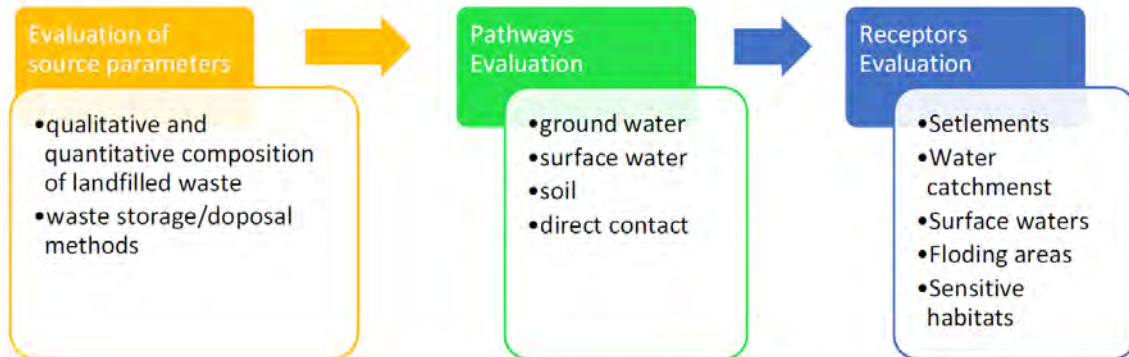 Evaluation of
source parameters
•qualitative and
quantitative composition
of landfilled waste
•waste storage/doposal
methods
Pathways
Evaluation
•ground water
•surface water
•soil
•direct contact
Receptors
Evaluation
•Setlements
•Water
catchmenst
•Surface waters
•Floding areas
•Sensitive
habitats